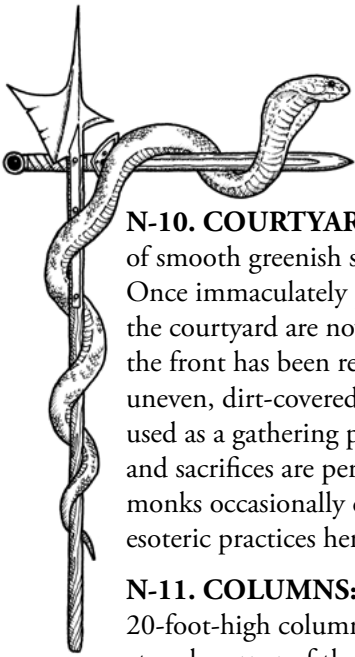 N-10. COURTYAR
of smooth greenish s
Once immaculately
the courtyard are no
the front has been re
uneven, dirt-covered
used as a gathering p
and sacrifices are per
monks occasionally
esoteric practices her
N-11. COLUMNS:
20-foot-high column